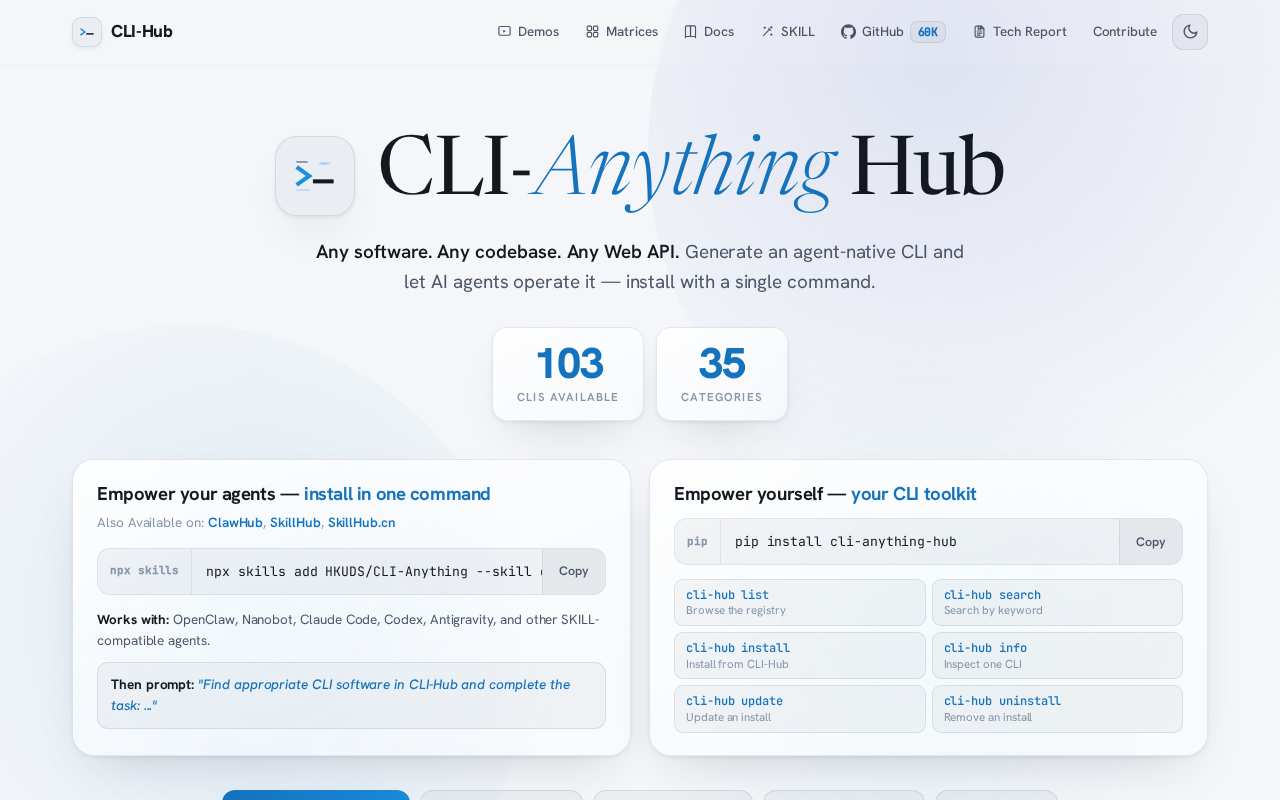 CLI-Hub
Demos
Matrices
Docs
SKILL
GitHub 60K
Tech Report
Contribute
CLI-Anything Hub
Any software. Any codebase. Any Web API. Generate an agent-native CLI and
let AI agents operate it — install with a single command.
103
CLIS AVAILABLE
35
CATEGORIES
Empower your agents — install in one command
Also Available on: ClawHub, SkillHub, SkillHub.cn
npx skills
npx skills add HKUDS/CLI-Anything --skill
Copy
Works with: OpenClaw, Nanobot, Claude Code, Codex, Antigravity, and other SKILL-
compatible agents.
Then prompt: "Find appropriate CLI software in CLI-Hub and complete the
task: ..."
Empower yourself — your CLI toolkit
pip
pip install cli-anything-hub
Copy
cli-hub list
Browse the registry
cli-hub search
Search by keyword
cli-hub install
Install from CLI-Hub
cli-hub info
Inspect one CLI
cli-hub update
Update an install
cli-hub uninstall
Remove an install